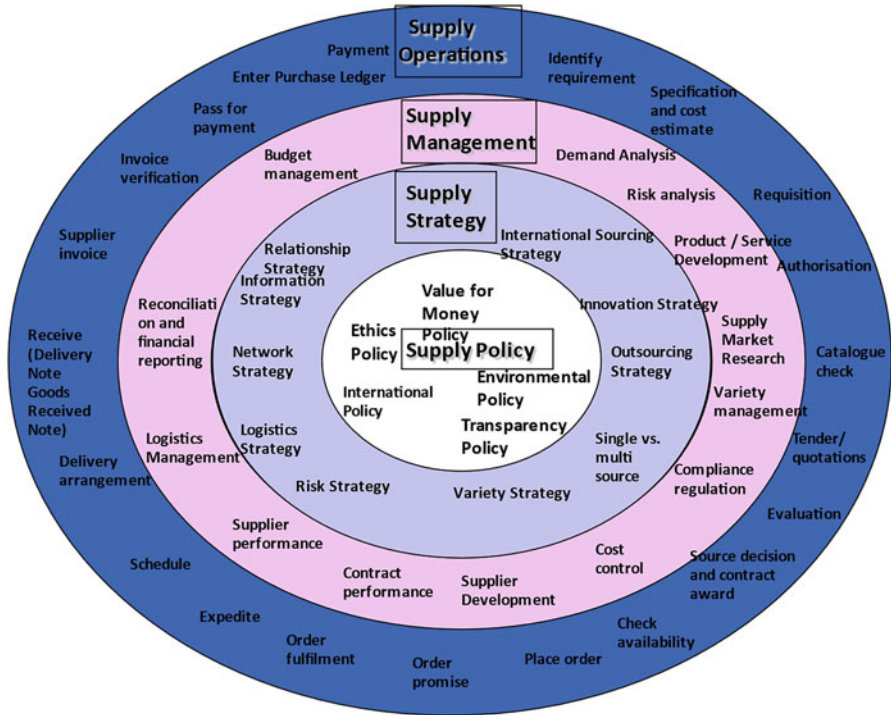 Supply
Operations
Identify
requirement
Specification
and cost
estimate
Requisition
Authorisation
Catalogue
check
Tender/
quotations
Evaluation
Source decision
and contract
award
Check
availability
Place order
Order
promise
Order
fulfilment
Expedite
Schedule
Delivery
arrangement
Receive
(Delivery
Note
Goods
Received
Note)
Supplier
invoice
Invoice
verification
Pass for
payment
Enter Purchase Ledger
Payment
Supply
Management
Demand Analysis
Risk analysis
Product / Service
Development
Supply
Market
Research
Variety
management
Compliance
regulation
Cost
control
Supplier
Development
Contract
performance
Supplier
performance
Logistics
Management
Reconciliati
on and
financial
reporting
Budget
management
Supply
Strategy
International Sourcing
Strategy
Innovation Strategy
Outsourcing
Strategy
Single vs.
multi
source
Variety Strategy
Risk Strategy
Logistics
Strategy
Network
Strategy
Information
Strategy
Relationship
Strategy
Value for
Money
Policy
Ethics
Policy
Supply Policy
Environmental
Policy
International
Policy
Transparency
Policy